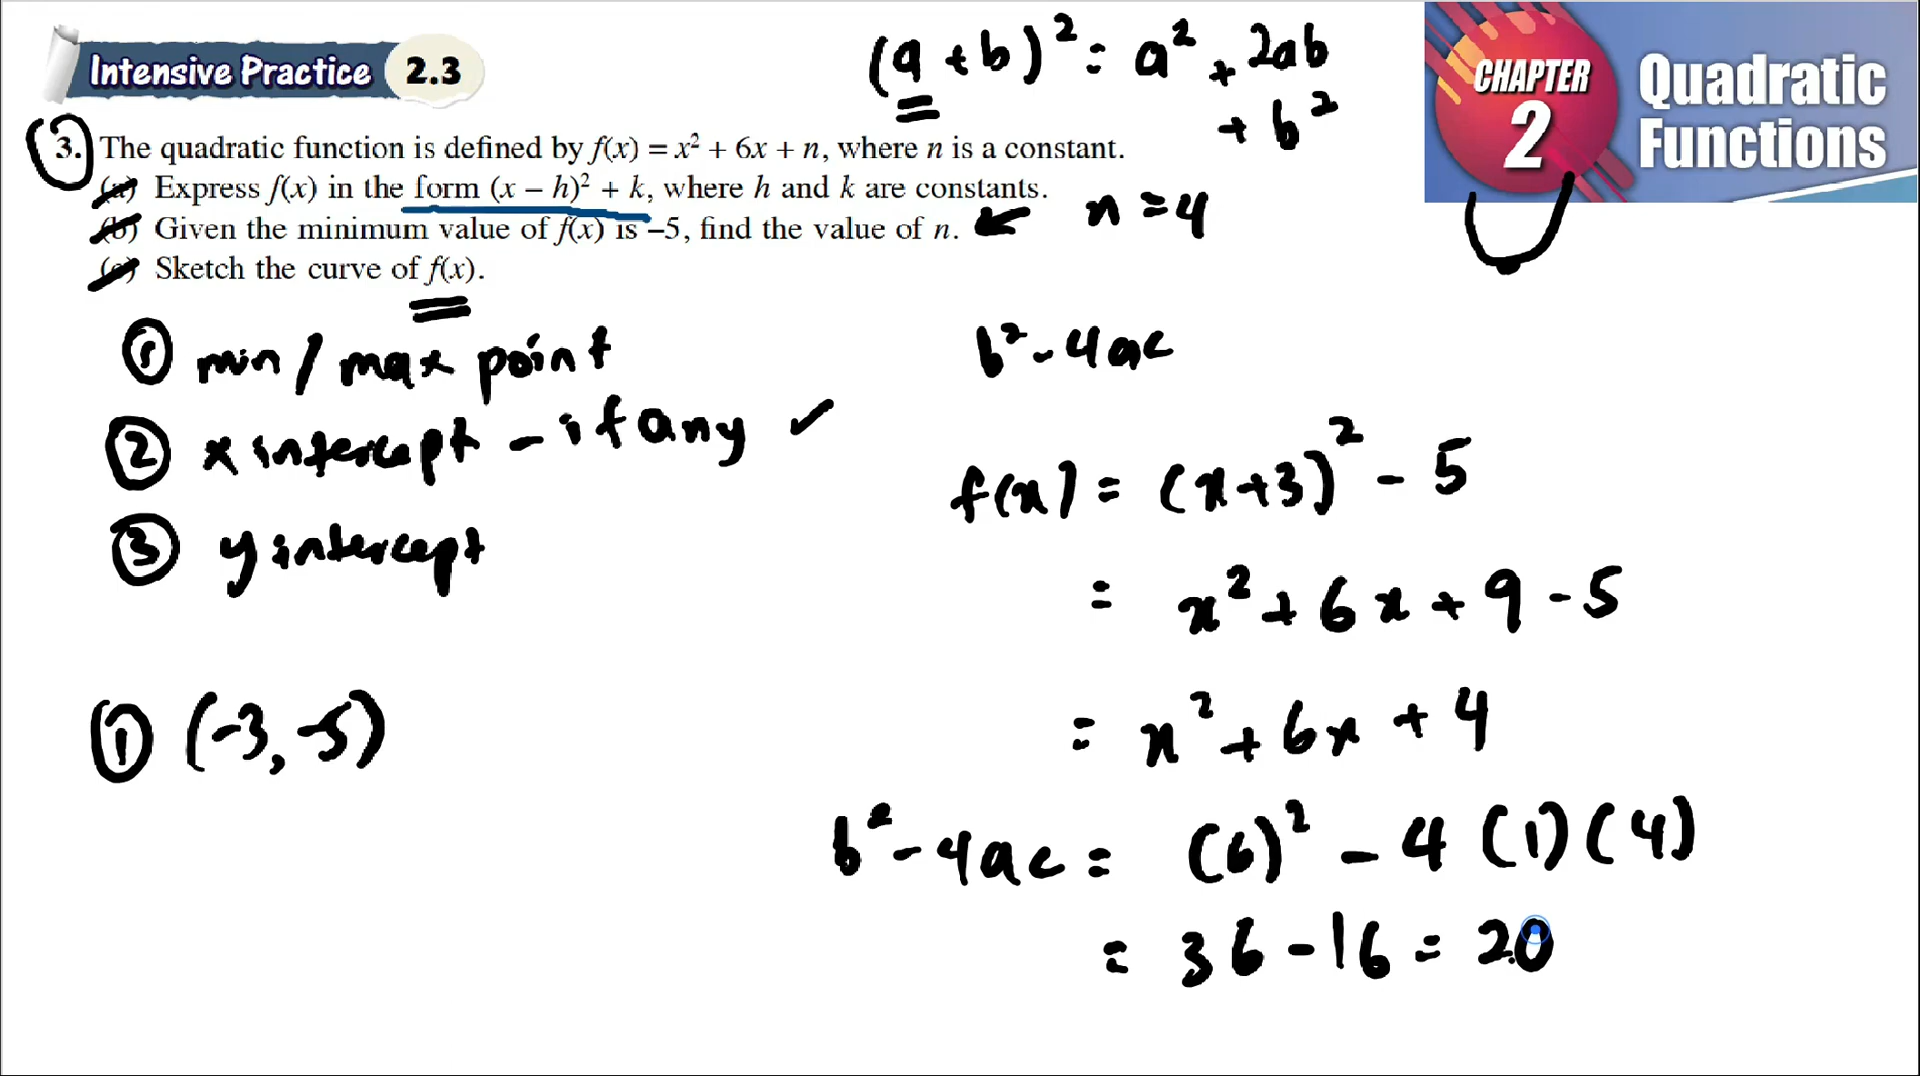 Intensive Practice 2.3
(a + b)² = a² + 2ab
+ b²
CHAPTER 2
Quadratic Functions
3. The quadratic function is defined by f(x) = x² + 6x + n, where n is a constant.
(a) Express f(x) in the form (x – h)² + k, where h and k are constants.
(b) Given the minimum value of f(x) is –5, find the value of n.
n = 4
(c) Sketch the curve of f(x).
① min / max point
② x intercept - if any ✓
③ y intercept
① (-3, -5)
b² - 4ac
f(x) = (x+3)² - 5
= x² + 6x + 9 - 5
= x² + 6x + 4
b² - 4ac = (6)² - 4 (1) (4)
= 36 - 16 = 20